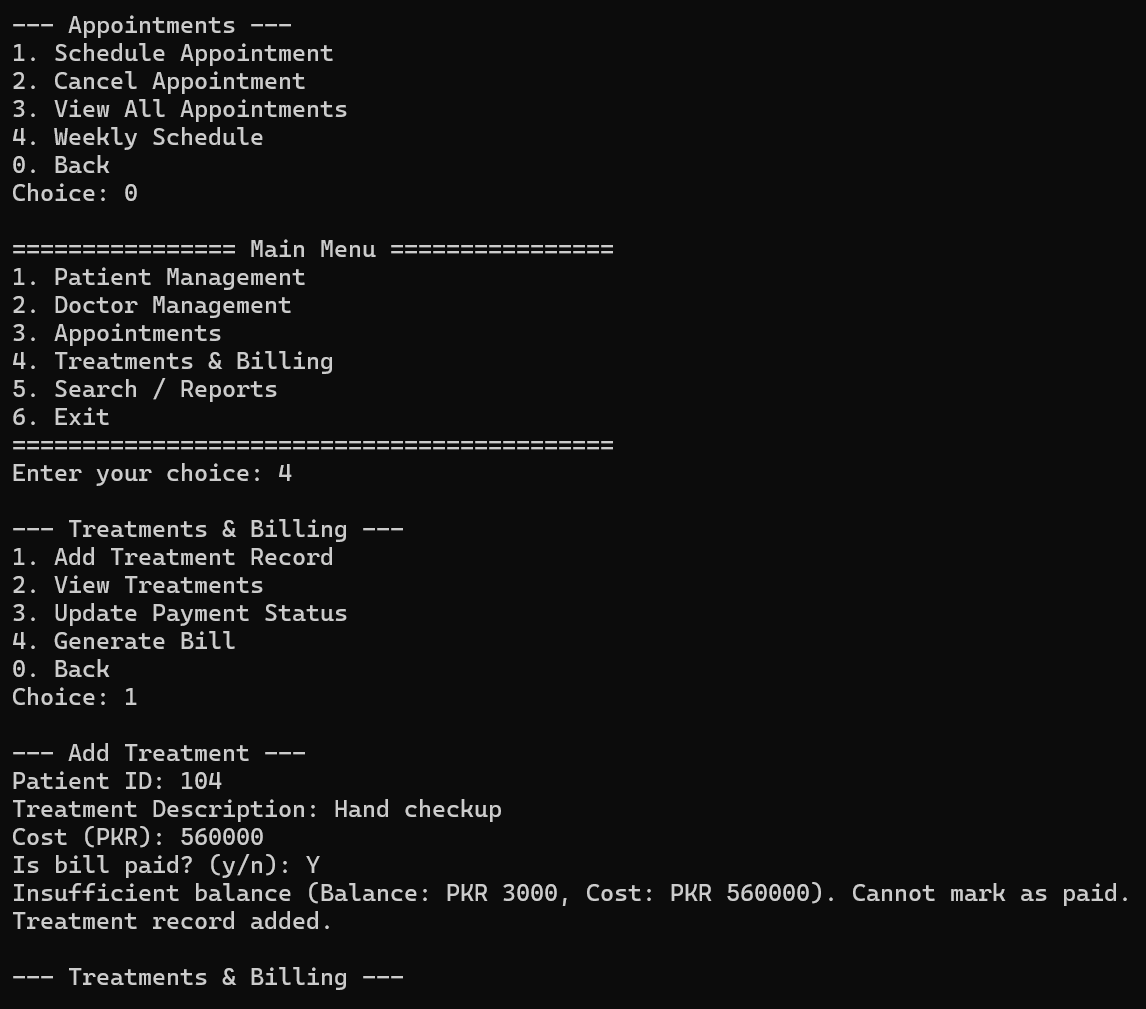 --- Appointments ---
1. Schedule Appointment
2. Cancel Appointment
3. View All Appointments
4. Weekly Schedule
0. Back
Choice: 0
================ Main Menu ================
1. Patient Management
2. Doctor Management
3. Appointments
4. Treatments & Billing
5. Search / Reports
6. Exit
===========================================
Enter your choice: 4
--- Treatments & Billing ---
1. Add Treatment Record
2. View Treatments
3. Update Payment Status
4. Generate Bill
0. Back
Choice: 1
--- Add Treatment ---
Patient ID: 104
Treatment Description: Hand checkup
Cost (PKR): 560000
Is bill paid? (y/n): Y
Insufficient balance (Balance: PKR 3000, Cost: PKR 560000). Cannot mark as paid.
Treatment record added.
--- Treatments & Billing ---